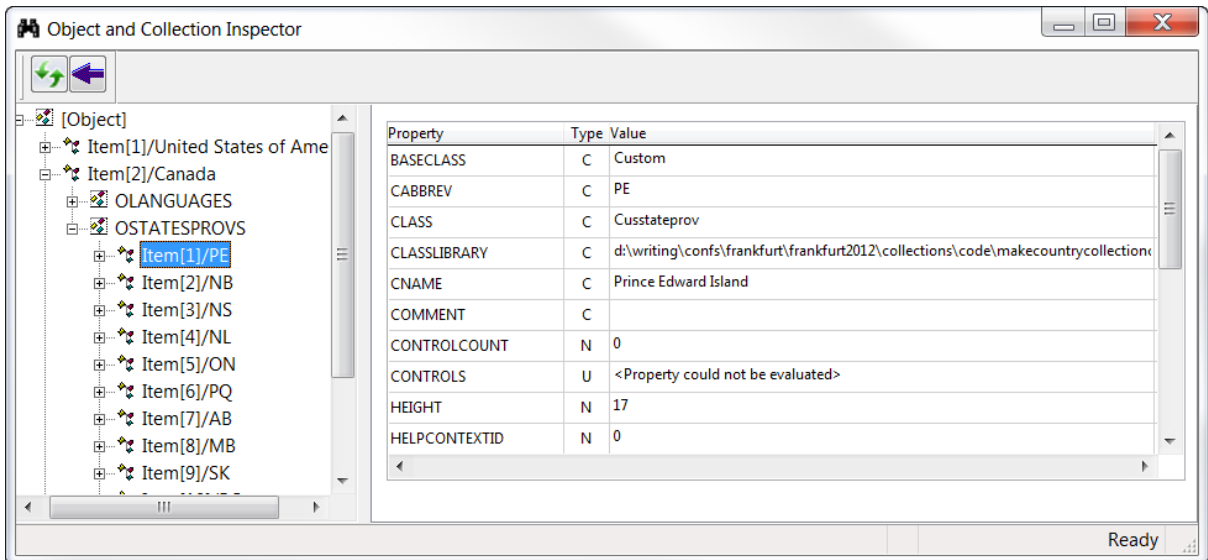 Object and Collection Inspector
[Object]
Item[1]/United States of Ame
Item[2]/Canada
OLANGUAGES
OSTATESPROVS
Item[1]/PE
Item[2]/NB
Item[3]/NS
Item[4]/NL
Item[5]/ON
Item[6]/PQ
Item[7]/AB
Item[8]/MB
Item[9]/SK
Property Type Value
BASECLASS C Custom
CABBREV C PE
CLASS C Cusstateprov
CLASSLIBRARY C d:\writing\confs\frankfurt\frankfurt2012\collections\code\makecountrycollection
CNAME C Prince Edward Island
COMMENT C
CONTROLCOUNT N 0
CONTROLS U <Property could not be evaluated>
HEIGHT N 17
HELPCONTEXTID N 0
Ready